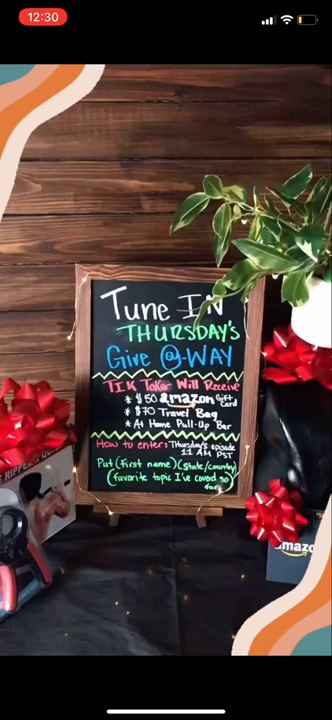 12:30
Tune IN
THURSDAY'S
Give @-WAY
TIK ToKer Will Receive
* $50 amazon Gift Card
* $70 Travel Bag
* At Home Pull-Up Bar
How to enter: Thursday's episode
11 AM PST
Put (First name) (State/country)
(favorite topic I've covered so
far)
RIPPED QUICK
amazo